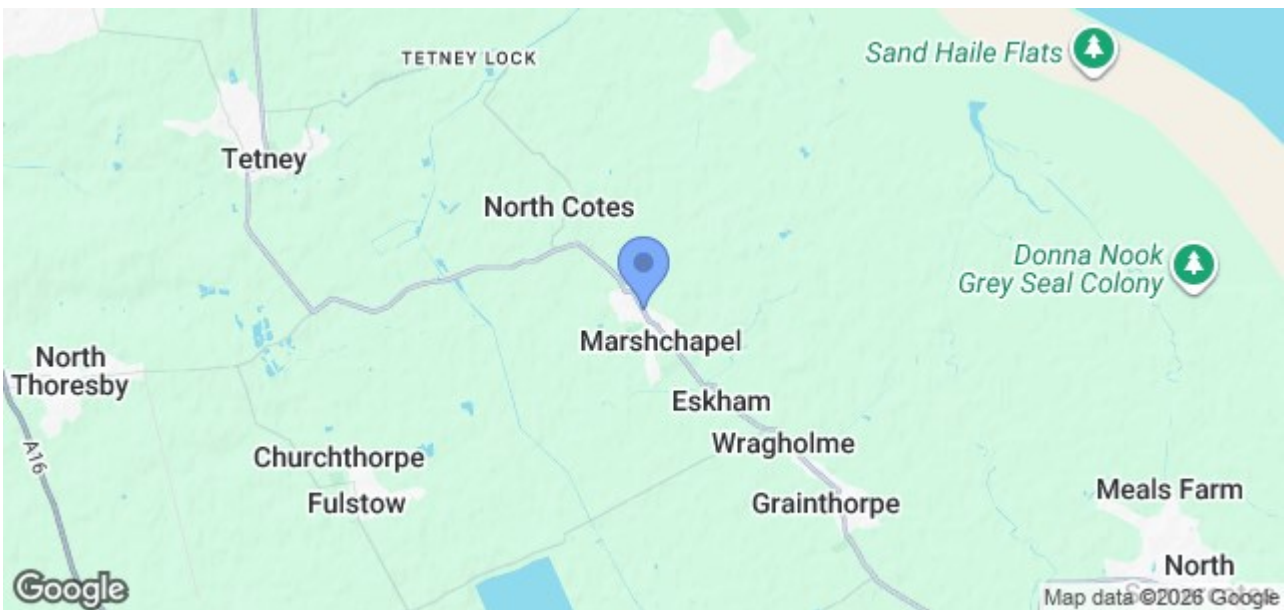 TETNEY LOCK
Sand Haile Flats
Tetney
North Cotes
Donna Nook
Grey Seal Colony
Marshchapel
North
Thoresby
Eskham
Wragholme
A16
Churchthorpe
Fulstow
Grainthorpe
Meals Farm
North
Google
Map data ©2026 Google